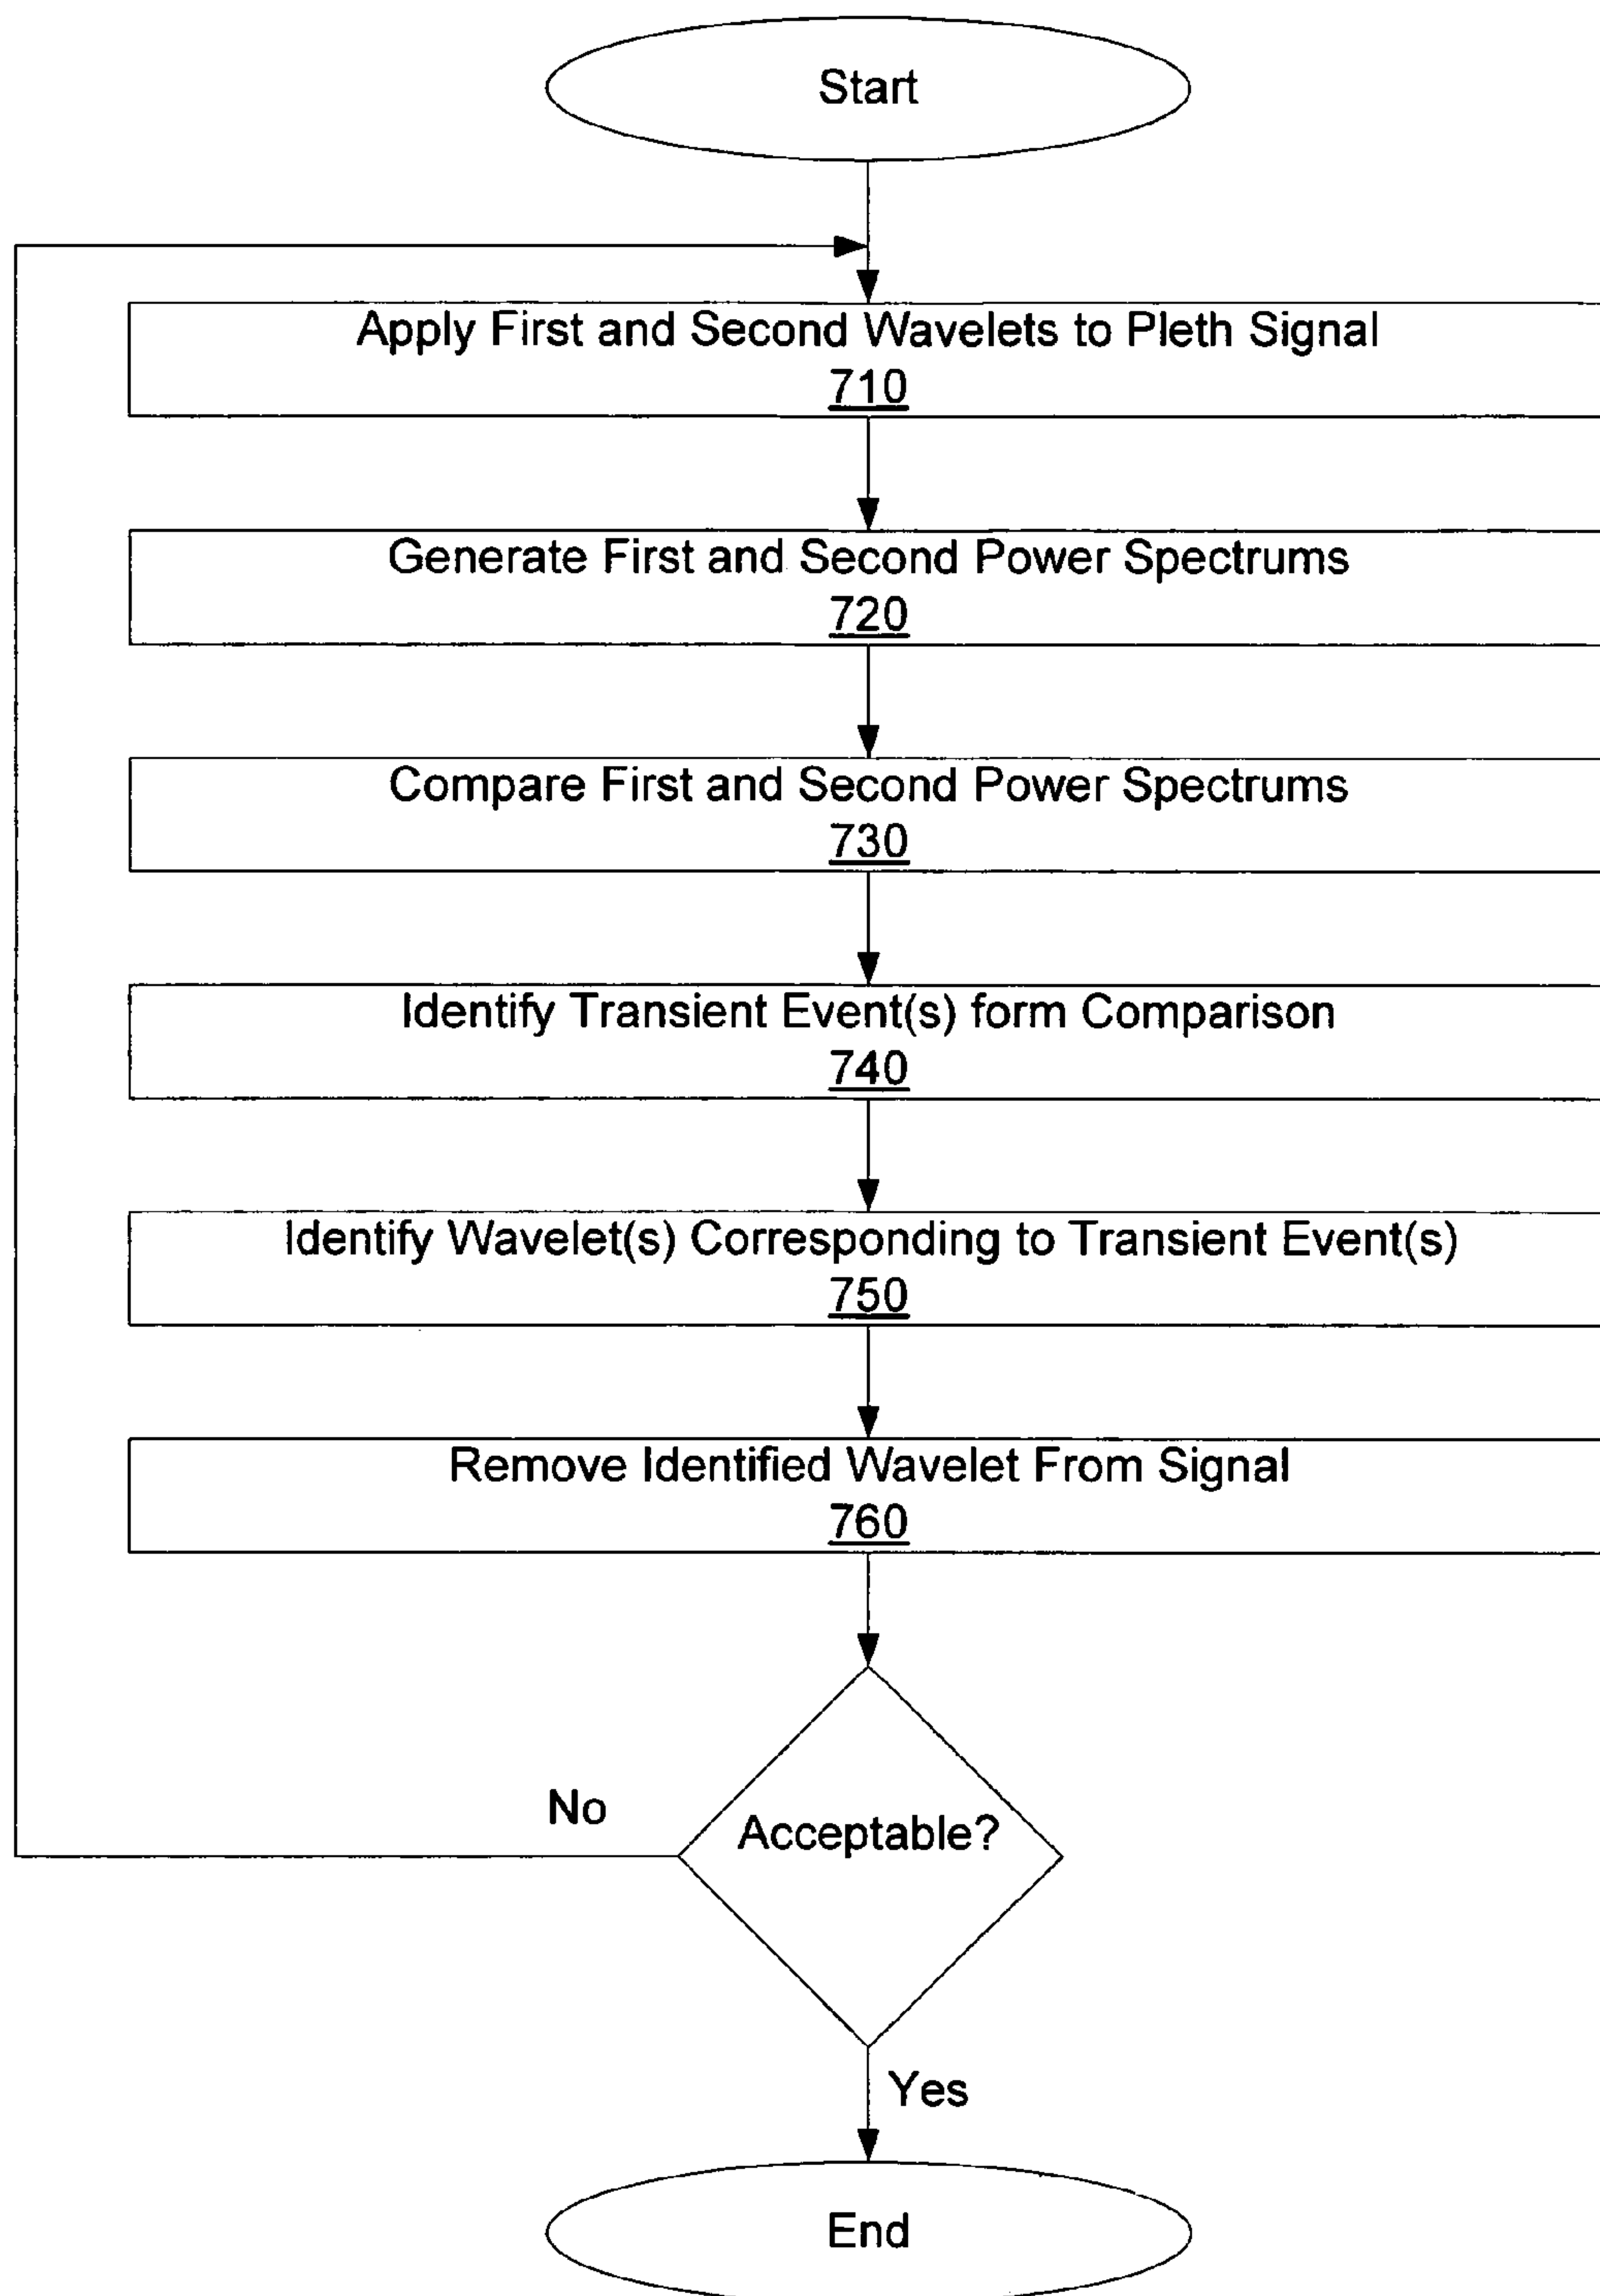 Start
Apply First and Second Wavelets to Pleth Signal
710
Generate First and Second Power Spectrums
720
Compare First and Second Power Spectrums
730
Identify Transient Event(s) form Comparison
740
Identify Wavelet(s) Corresponding to Transient Event(s)
750
Remove Identified Wavelet From Signal
760
No
Acceptable?
Yes
End